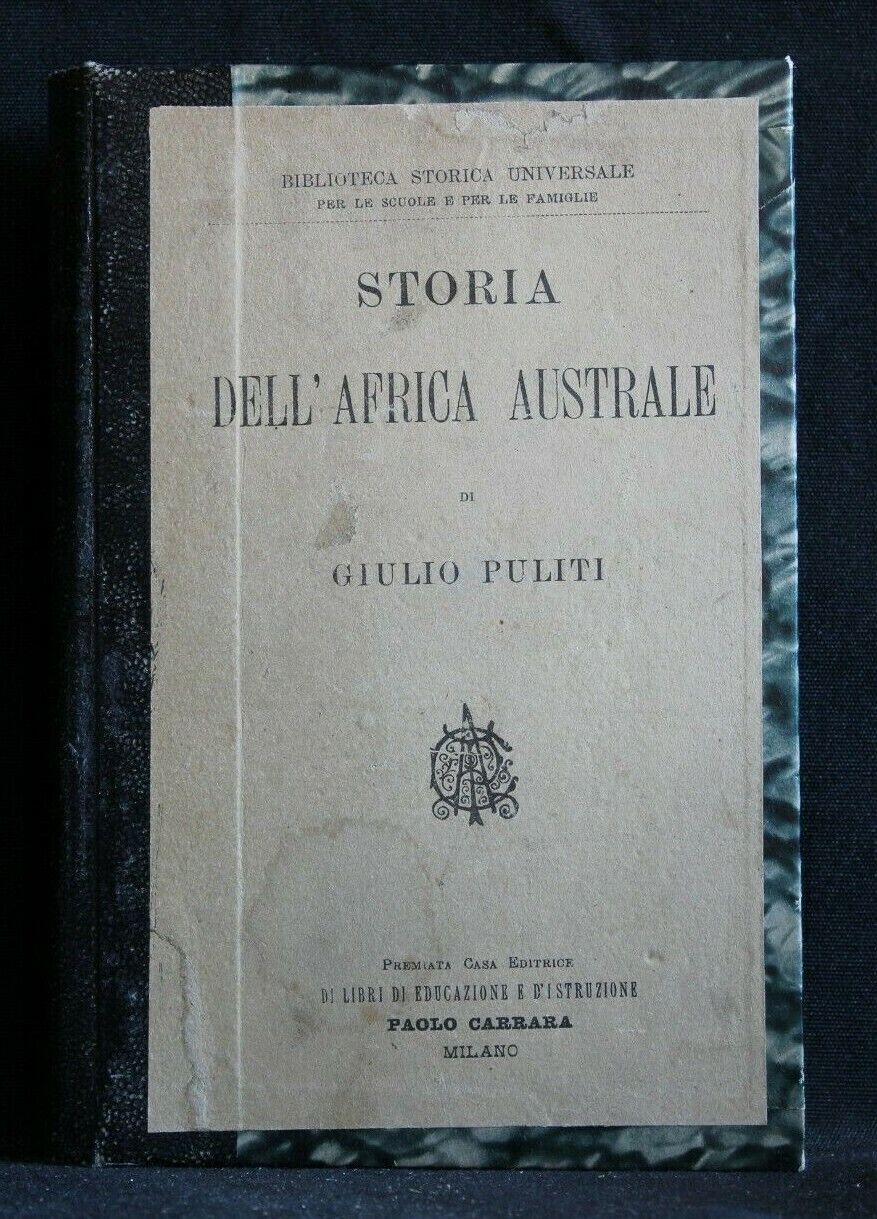 BIBLIOTECA STORICA UNIVERSALE
PER LE SCUOLE E PER LE FAMIGLIE
STORIA
DELL'AFRICA AUSTRALE
DI
GIULIO PULITI
PREMIATA CASA EDITRICE
DI LIBRI DI EDUCAZIONE E D'ISTRUZIONE
PAOLO CARRARA
MILANO